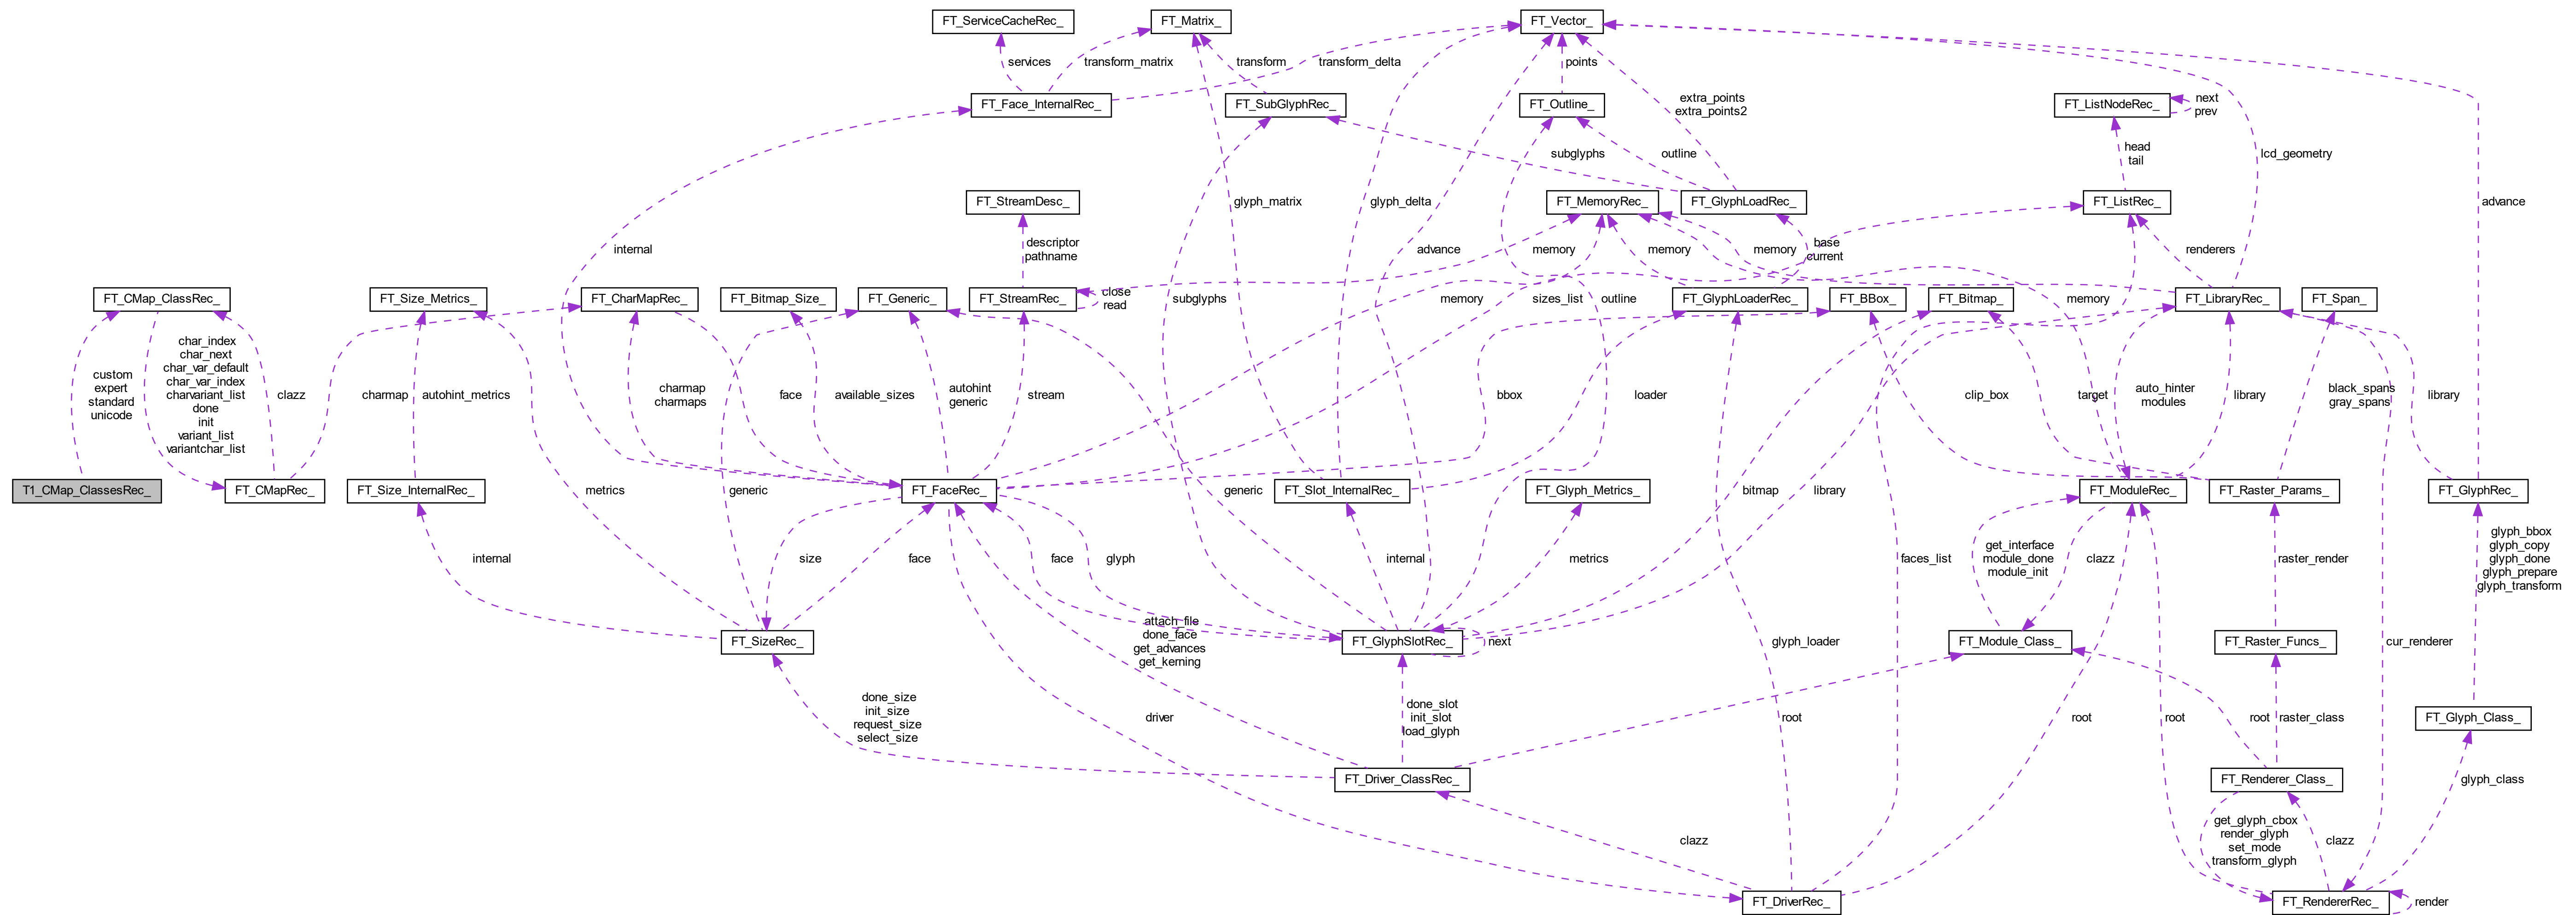 FT_ServiceCacheRec_
FT_Matrix_
FT_Vector_
services
transform_matrix
transform
transform_delta
points
FT_Face_InternalRec_
FT_SubGlyphRec_
FT_Outline_
extra_points
extra_points2
FT_ListNodeRec_
next
prev
subglyphs
outline
lcd_geometry
head
tail
FT_StreamDesc_
glyph_matrix
glyph_delta
FT_MemoryRec_
FT_GlyphLoadRec_
FT_ListRec_
advance
internal
descriptor
pathname
advance
memory
memory
memory
base
current
renderers
FT_CMap_ClassRec_
FT_Size_Metrics_
FT_CharMapRec_
FT_Bitmap_Size_
FT_Generic_
FT_StreamRec_
close
read
subglyphs
memory
sizes_list
outline
FT_GlyphLoaderRec_
FT_BBox_
FT_Bitmap_
memory
FT_LibraryRec_
FT_Span_
custom
expert
standard
unicode
char_index
char_next
char_var_default
char_var_index
charvariant_list
done
init
variant_list
variantchar_list
clazz
charmap
autohint_metrics
charmap
charmaps
face
available_sizes
autohint
generic
stream
bbox
loader
clip_box
target
auto_hinter
modules
library
black_spans
gray_spans
library
T1_CMap_ClassesRec_
FT_CMapRec_
FT_Size_InternalRec_
metrics
generic
FT_FaceRec_
generic
FT_Slot_InternalRec_
FT_Glyph_Metrics_
bitmap
library
FT_ModuleRec_
FT_Raster_Params_
FT_GlyphRec_
internal
size
face
face
glyph
internal
metrics
faces_list
get_interface
module_done
module_init
clazz
raster_render
glyph_bbox
glyph_copy
glyph_done
glyph_prepare
glyph_transform
FT_SizeRec_
attach_file
done_face
get_advances
get_kerning
FT_GlyphSlotRec_
next
glyph_loader
FT_Module_Class_
FT_Raster_Funcs_
cur_renderer
done_size
init_size
request_size
select_size
driver
done_slot
init_slot
load_glyph
root
root
root
root
raster_class
FT_Glyph_Class_
FT_Driver_ClassRec_
FT_Renderer_Class_
glyph_class
clazz
get_glyph_cbox
render_glyph
set_mode
transform_glyph
clazz
FT_DriverRec_
FT_RendererRec_
render